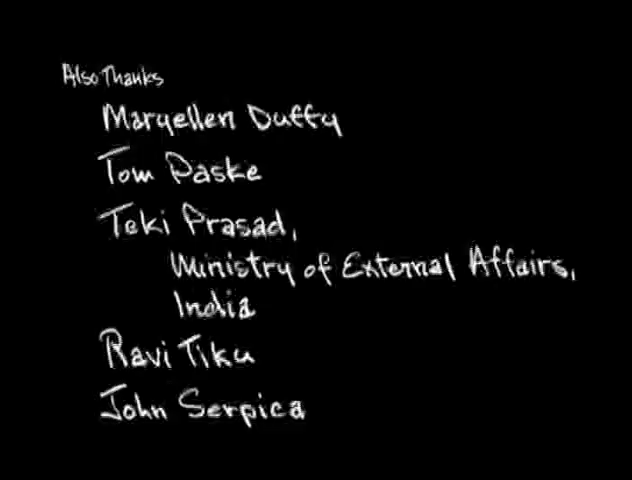 Also Thanks
Maryellen Duffy
Tom Paske
Teki Prasad,
Ministry of External Affairs,
India
Ravi Tiku
John Serpica